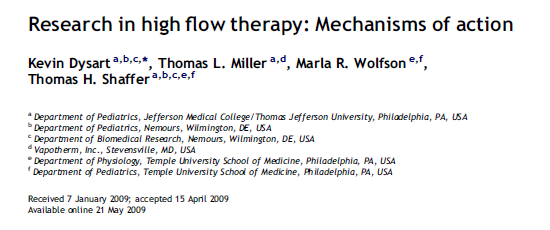 Research in high flow therapy: Mechanisms of action
Kevin Dysart a,b,c,*, Thomas L. Miller a,d, Marla R. Wolfson e,f,
Thomas H. Shaffer a,b,c,e,f
a Department of Pediatrics, Jefferson Medical College/Thomas Jefferson University, Philadelphia, PA, USA
b Department of Pediatrics, Nemours, Wilmington, DE, USA
c Department of Biomedical Research, Nemours, Wilmington, DE, USA
d Vapotherm, Inc., Stevensville, MD, USA
e Department of Physiology, Temple University School of Medicine, Philadelphia, PA, USA
f Department of Pediatrics, Temple University School of Medicine, Philadelphia, PA, USA
Received 7 January 2009; accepted 15 April 2009
Available online 21 May 2009